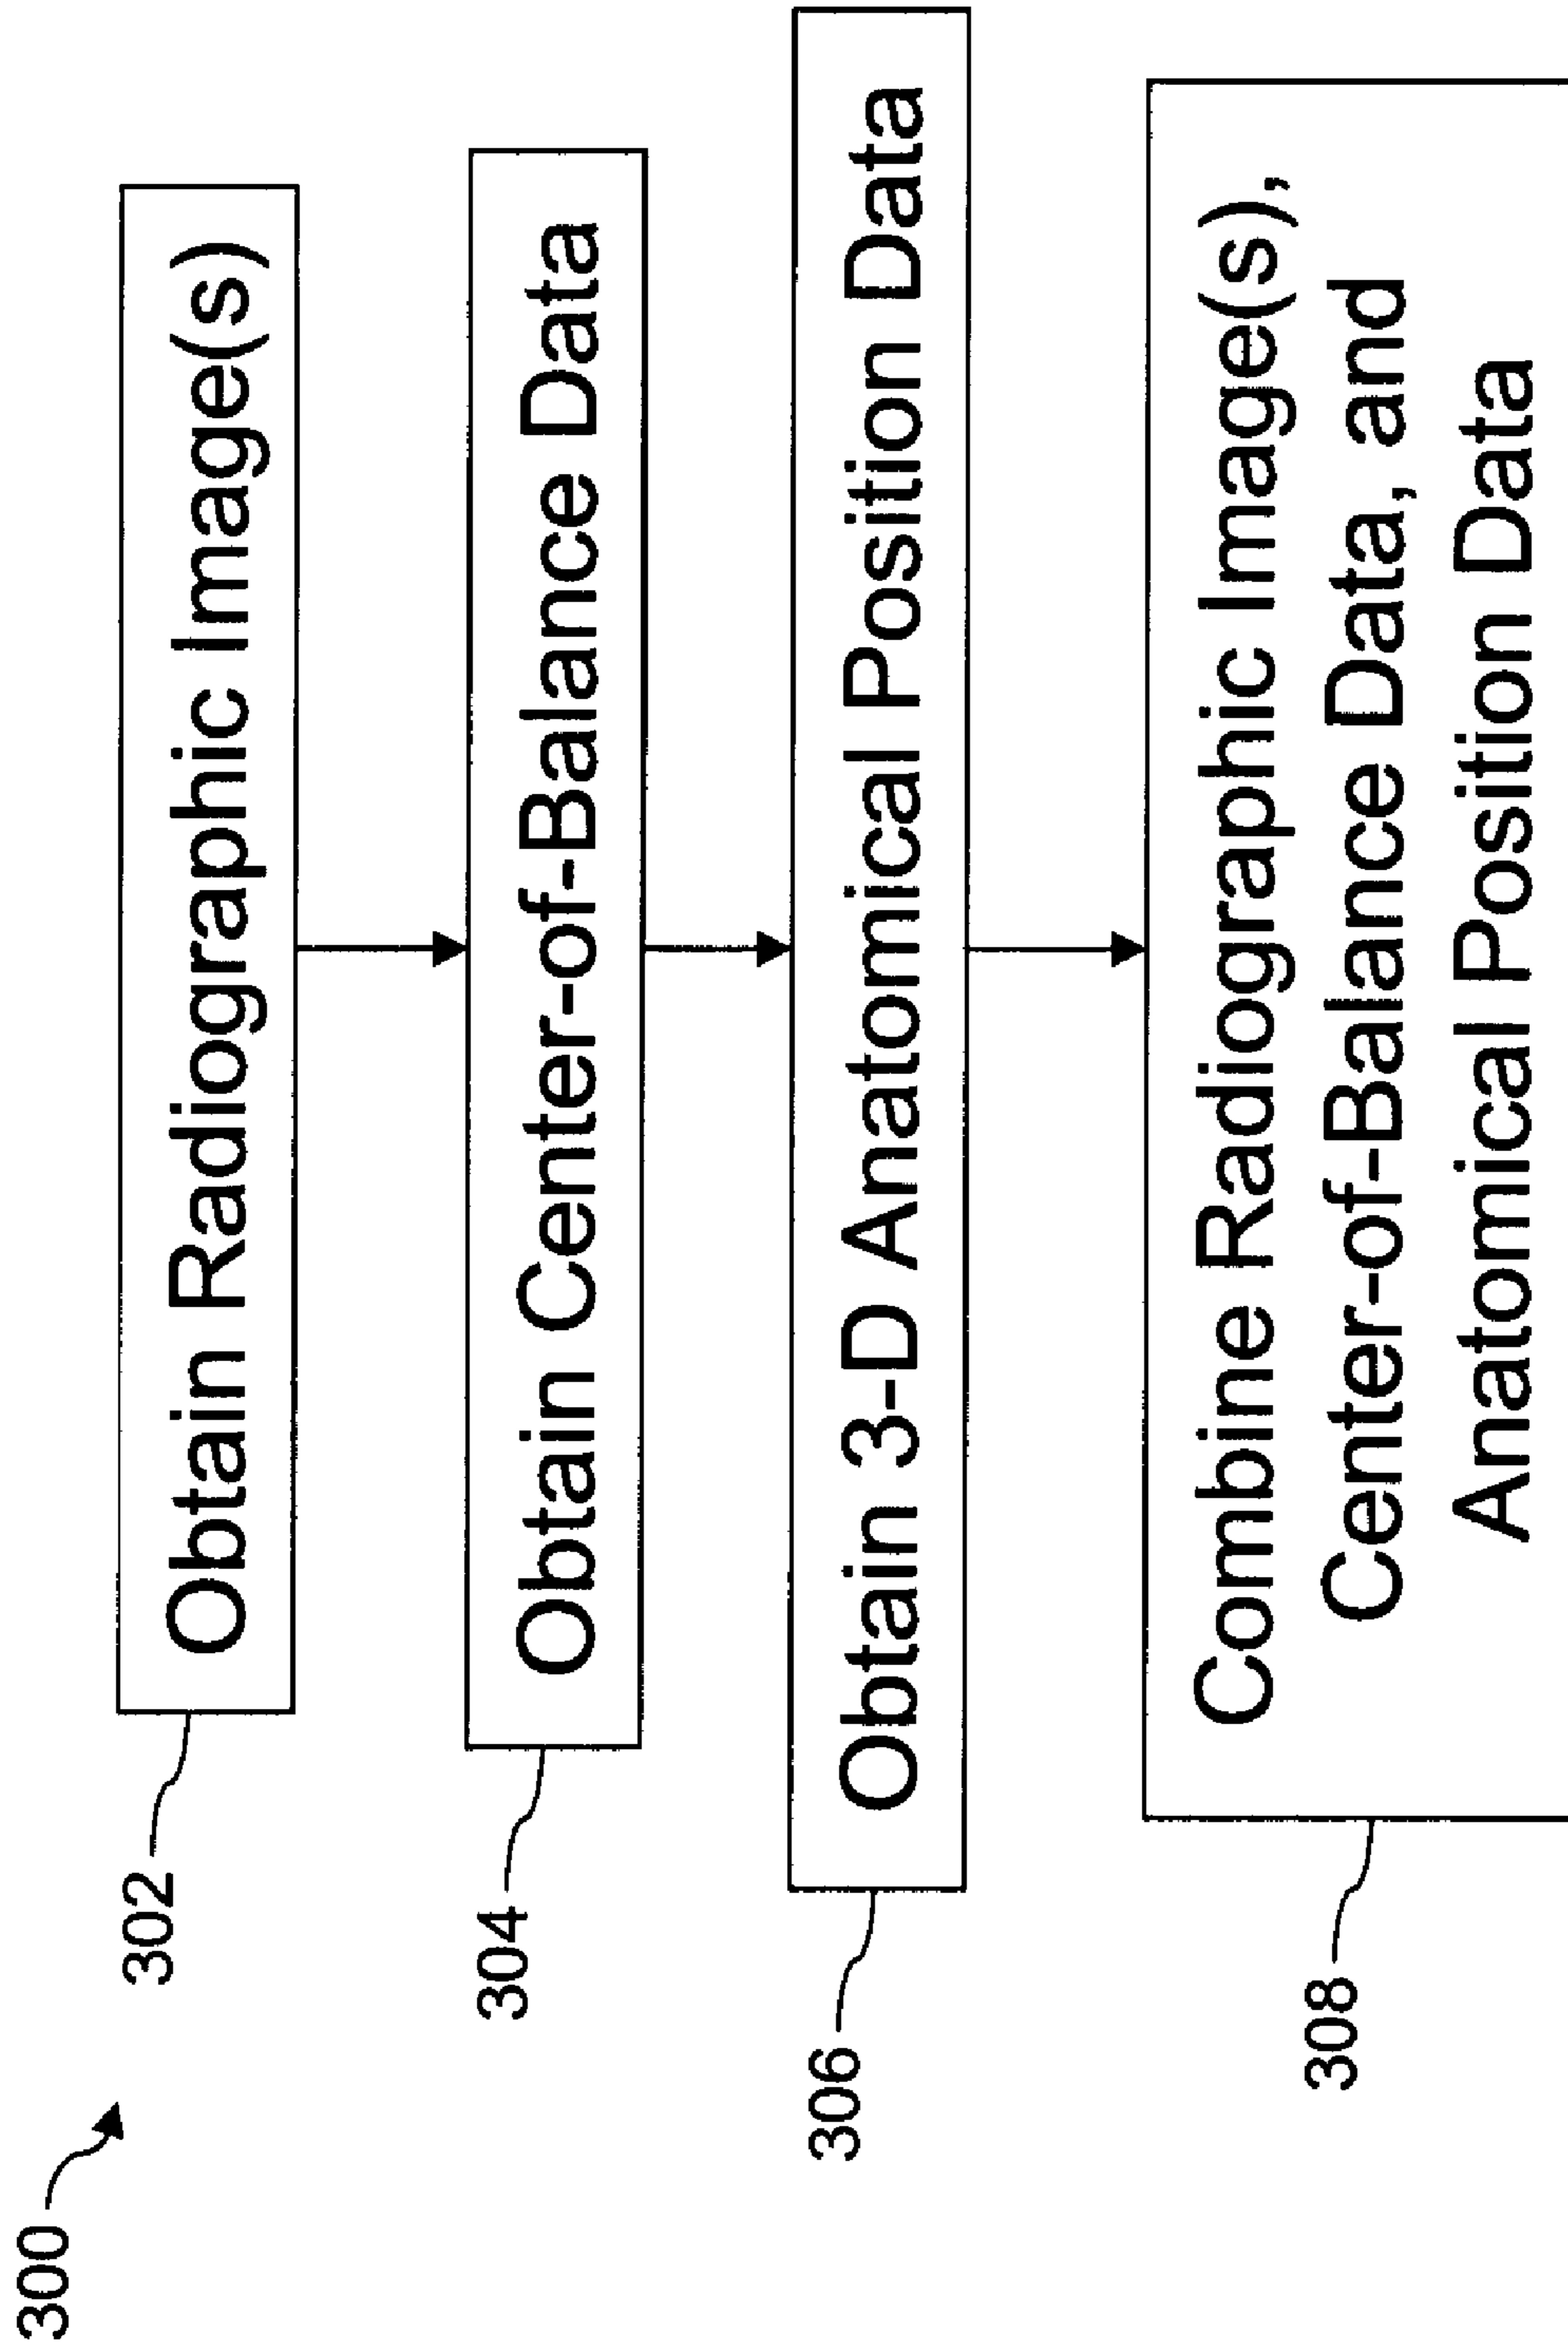 300
302
Obtain Radiographic Image(s)
304
Obtain Center-of-Balance Data
306
Obtain 3-D Anatomical Position Data
308
Combine Radiographic Image(s),
Center-of-Balance Data, and
Anatomical Position Data